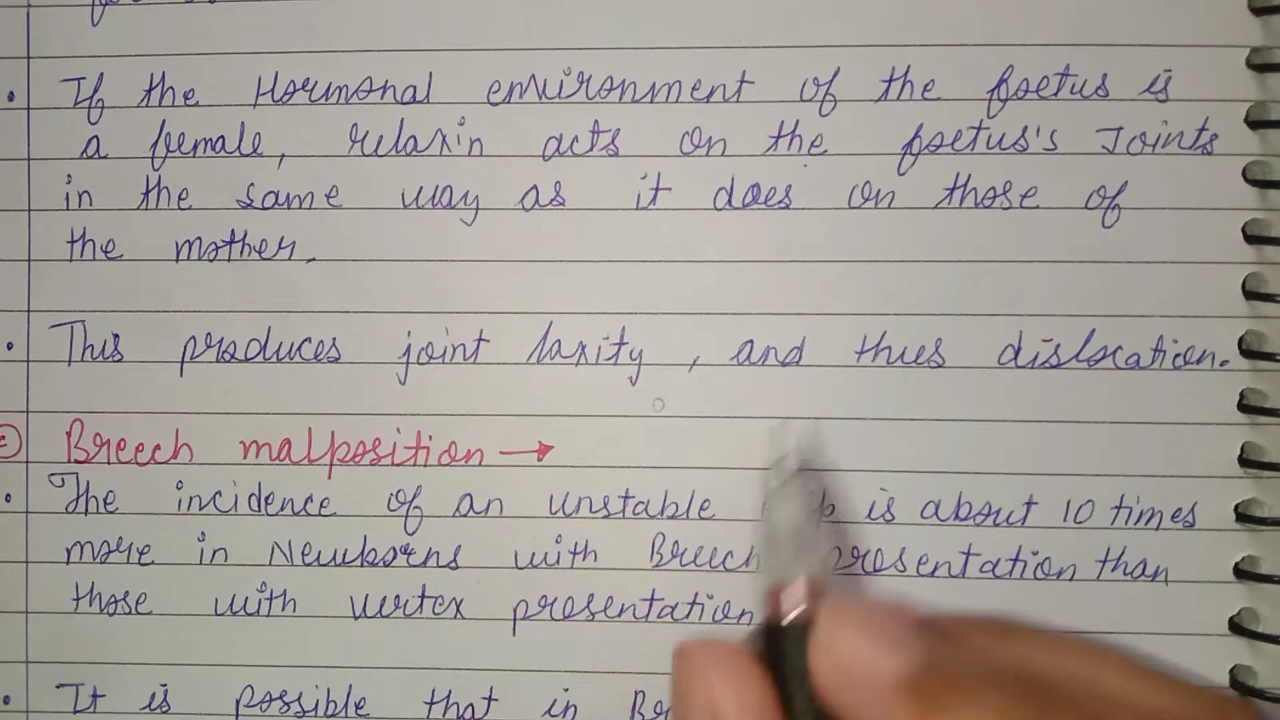 • If the Hormonal environment of the foetus is
a female, relaxin acts on the foetus's Joints
in the same way as it does on those of
the mother.
• This produces joint laxity, and thus dislocation.
Breech malposition →
• The incidence of an unstable is about 10 times
more in Newborns with Breech presentation than
those with vertex presentation
• It is possible that in